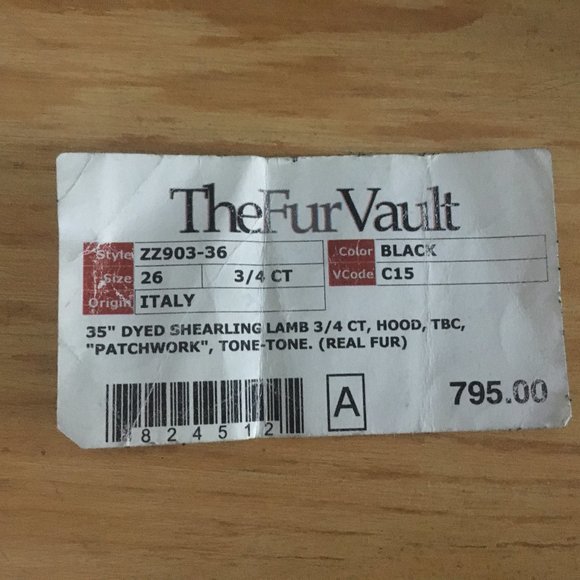 TheFurVault
Style ZZ903-36 Color BLACK
Size 26 3/4 CT VCode C15
Origin ITALY
35" DYED SHEARLING LAMB 3/4 CT, HOOD, TBC,
"PATCHWORK", TONE-TONE. (REAL FUR)
A 795.00
824512